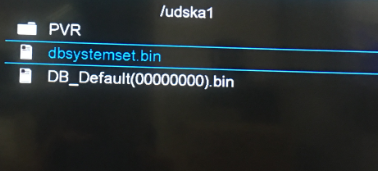 /udska1
PVR
dbsystemset.bin
DB_Default(00000000).bin